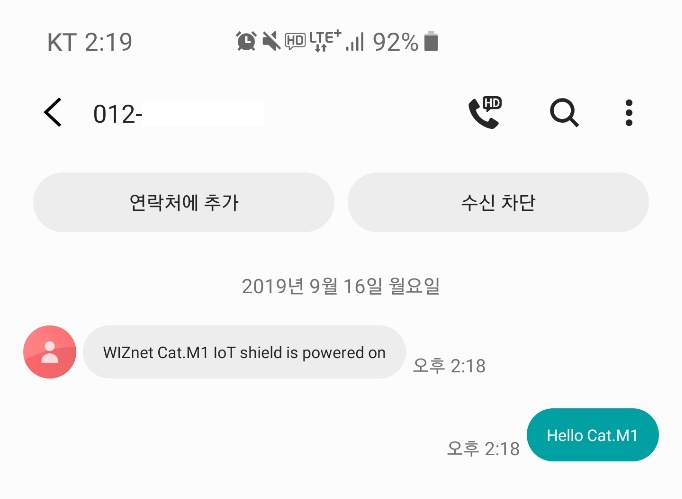 KT 2:19 HD LTE+ 92%
012- HD
연락처에 추가 수신 차단
2019년 9월 16일 월요일
WIZnet Cat.M1 IoT shield is powered on 오후 2:18
오후 2:18 Hello Cat.M1